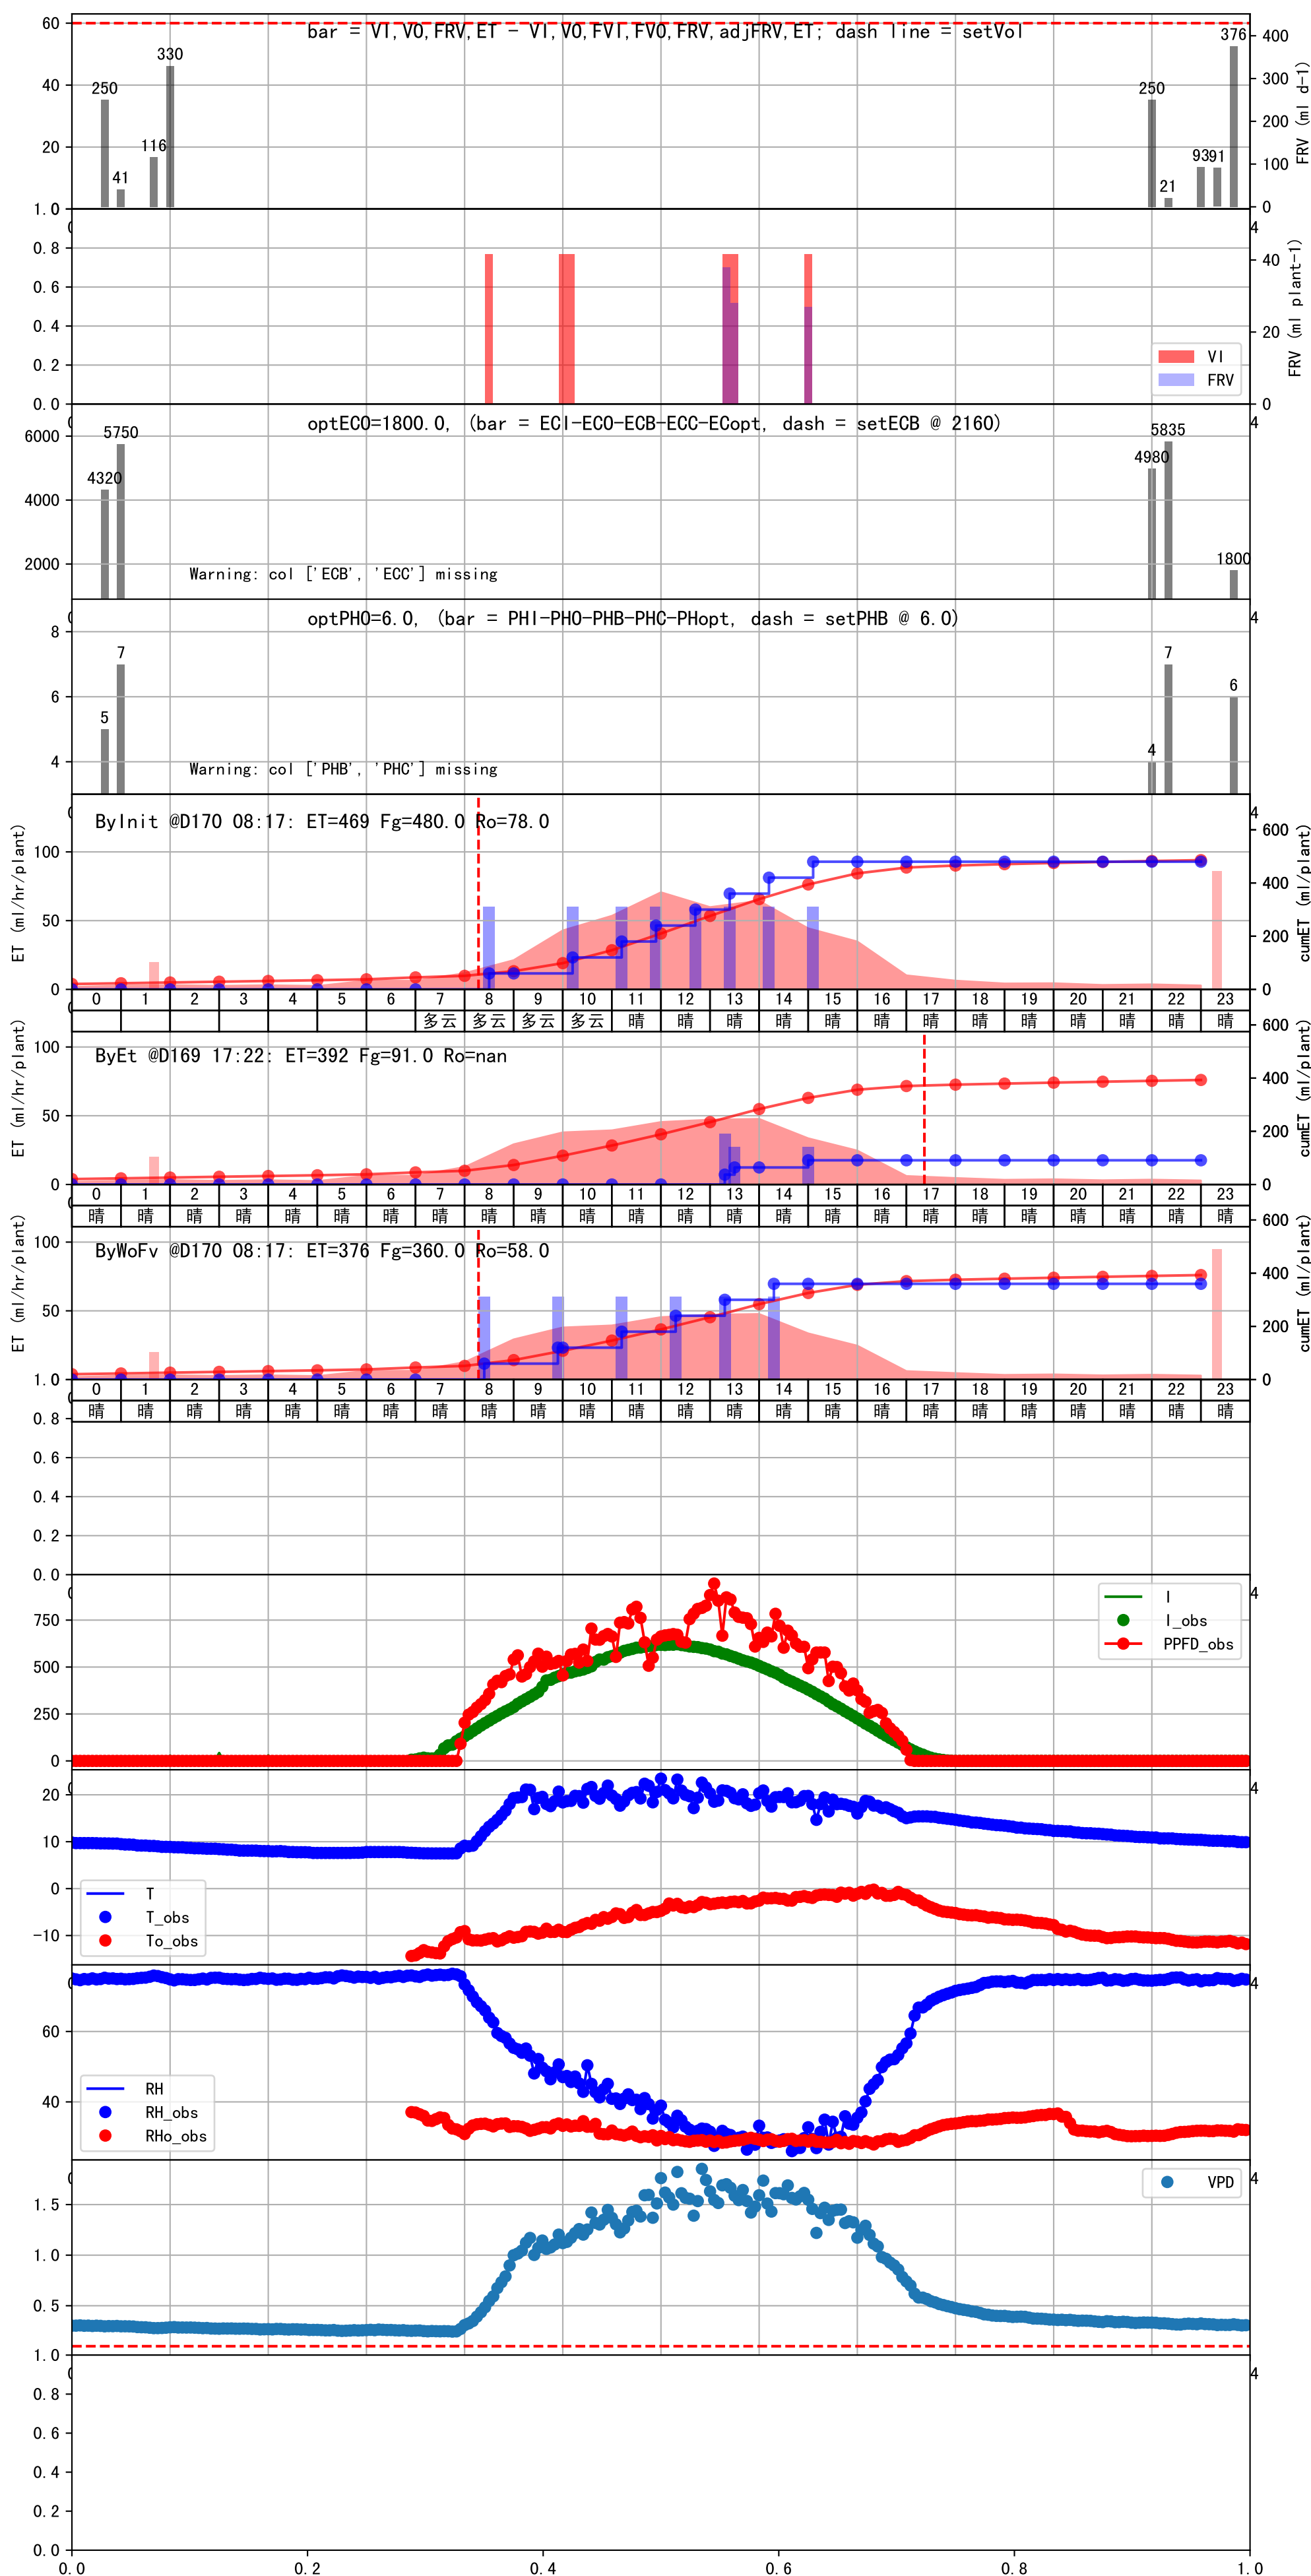 bar = VI,VO,FRV,ET - VI,VO,FVI,FVO,FRV,adjFRV,ET; dash line = setVol
60
40
20
250
41
116
330
250
21
93
91
376
400
300
200
100
0
FRV (ml d-1)
1.0
0.8
0.6
0.4
0.2
0.0
4
40
20
0
FRV (ml plant-1)
VI
FRV
optECO=1800.0, (bar = ECI-ECO-ECB-ECC-ECopt, dash = setECB @ 2160)
4
6000
4000
2000
4320
5750
4980
5835
1800
Warning: col ['ECB', 'ECC'] missing
optPHO=6.0, (bar = PHI-PHO-PHB-PHC-PHopt, dash = setPHB @ 6.0)
4
8
6
4
5
7
4
7
6
Warning: col ['PHB', 'PHC'] missing
4
ByInit @D170 08:17: ET=469 Fg=480.0 Ro=78.0
ET (ml/hr/plant)
100
50
0
600
400
200
0
cumET (ml/plant)
0 1 2 3 4 5 6 7 8 9 10 11 12 13 14 15 16 17 18 19 20 21 22 23
多云 多云 多云 多云 晴 晴 晴 晴 晴 晴 晴 晴 晴 晴 晴 晴 晴
ByEt @D169 17:22: ET=392 Fg=91.0 Ro=nan
ET (ml/hr/plant)
100
50
0
600
400
200
0
cumET (ml/plant)
0 1 2 3 4 5 6 7 8 9 10 11 12 13 14 15 16 17 18 19 20 21 22 23
晴 晴 晴 晴 晴 晴 晴 晴 晴 晴 晴 晴 晴 晴 晴 晴 晴 晴 晴 晴 晴 晴 晴 晴
ByWoFv @D170 08:17: ET=376 Fg=360.0 Ro=58.0
ET (ml/hr/plant)
100
50
600
400
200
0
cumET (ml/plant)
1.0
0 1 2 3 4 5 6 7 8 9 10 11 12 13 14 15 16 17 18 19 20 21 22 23
晴 晴 晴 晴 晴 晴 晴 晴 晴 晴 晴 晴 晴 晴 晴 晴 晴 晴 晴 晴 晴 晴 晴 晴
0.8
0.6
0.4
0.2
0.0
4
750
500
250
0
I
I_obs
PPFD_obs
4
20
10
0
-10
T
T_obs
To_obs
4
60
40
RH
RH_obs
RHo_obs
4
1.5
1.0
0.5
VPD
1.0
4
0.8
0.6
0.4
0.2
0.0
0.0 0.2 0.4 0.6 0.8 1.0